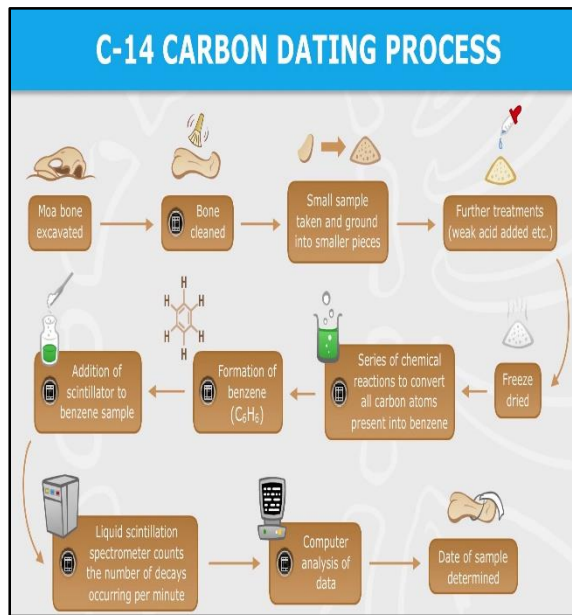 C-14 CARBON DATING PROCESS
Moa bone
excavated
Bone
cleaned
Small sample
taken and ground
into smaller pieces
Further treatments
(weak acid added etc.)
Freeze
dried
Series of chemical
reactions to convert
all carbon atoms
present into benzene
H
H
H
H
H
H
Formation of
benzene
(C₆H₆)
Addition of
scintillator to
benzene sample
Liquid scintillation
spectrometer counts
the number of decays
occurring per minute
Computer
analysis of
data
Date of sample
determined